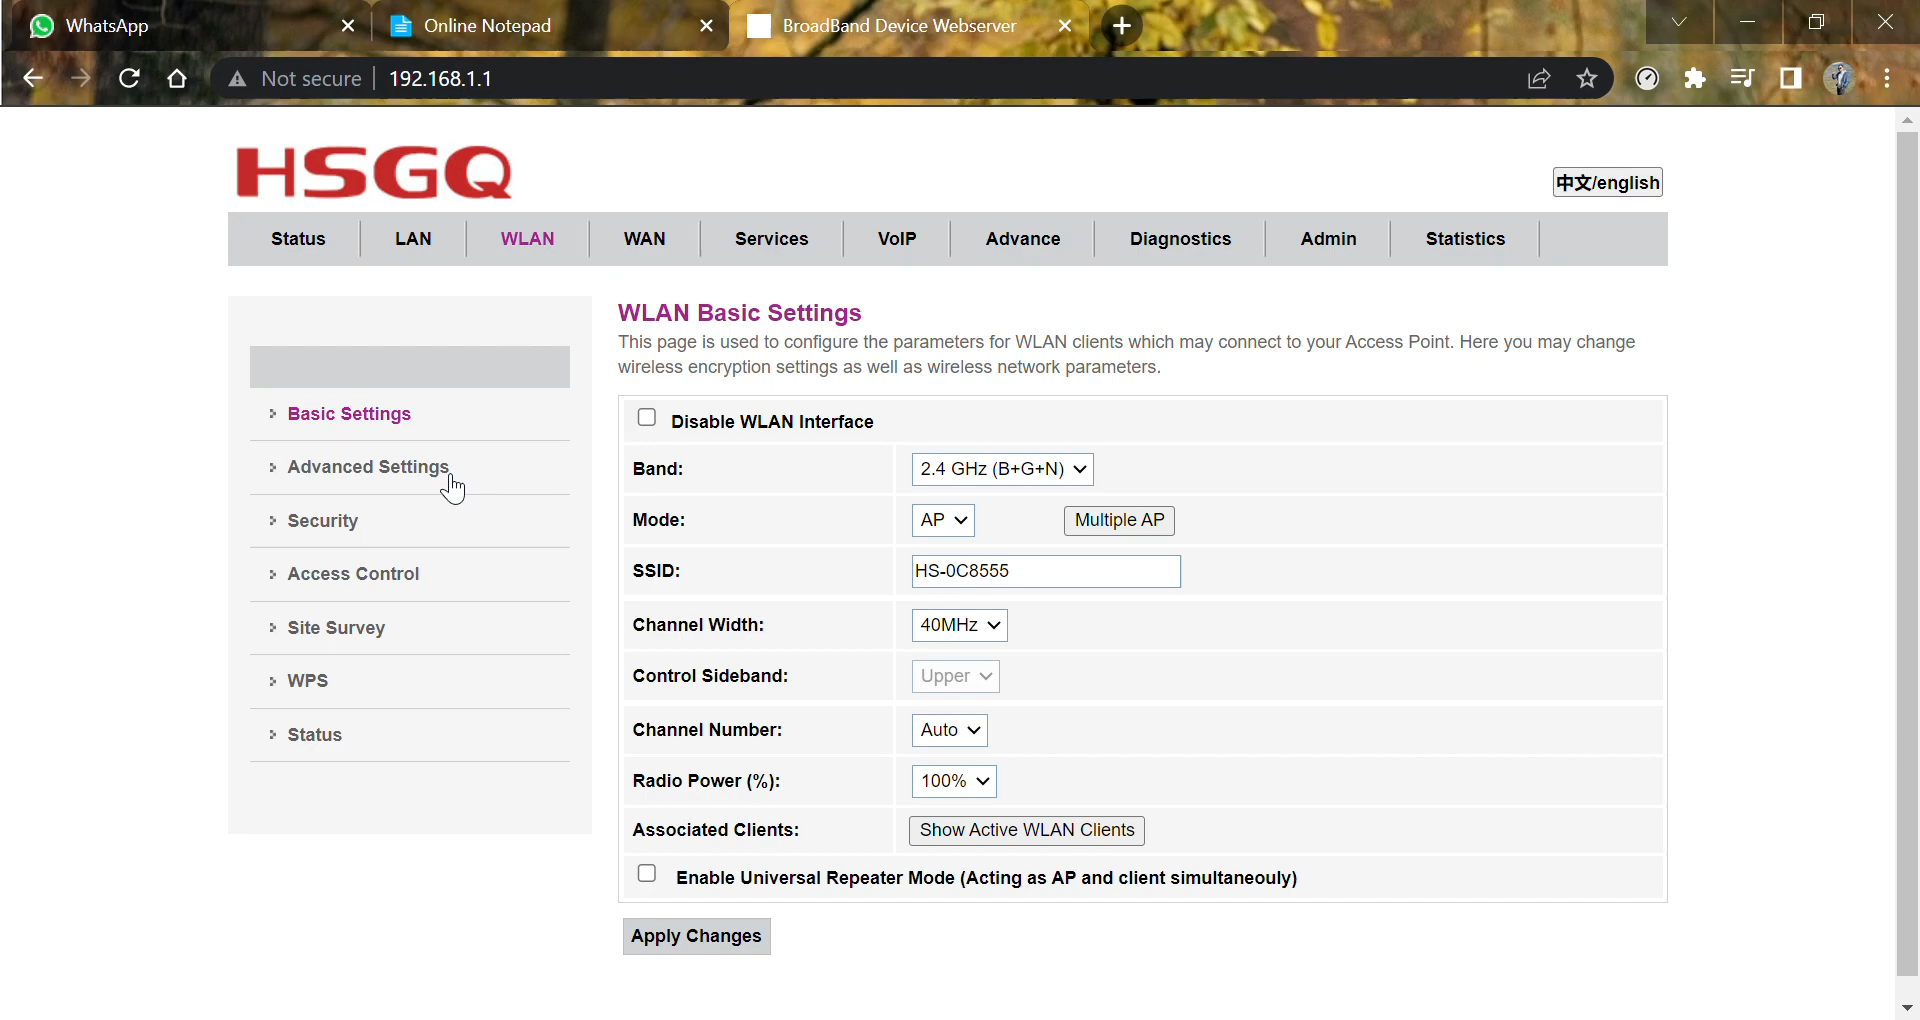 WhatsApp
Online Notepad
BroadBand Device Webserver
Not secure
192.168.1.1
HSGQ
中文/english
Status
LAN
WLAN
WAN
Services
VoIP
Advance
Diagnostics
Admin
Statistics
Basic Settings
Advanced Settings
Security
Access Control
Site Survey
WPS
Status
WLAN Basic Settings
This page is used to configure the parameters for WLAN clients which may connect to your Access Point. Here you may change
wireless encryption settings as well as wireless network parameters.
Disable WLAN Interface
Band: 2.4 GHz (B+G+N)
Mode: AP Multiple AP
SSID: HS-0C8555
Channel Width: 40MHz
Control Sideband: Upper
Channel Number: Auto
Radio Power (%): 100%
Associated Clients: Show Active WLAN Clients
Enable Universal Repeater Mode (Acting as AP and client simultaneouly)
Apply Changes